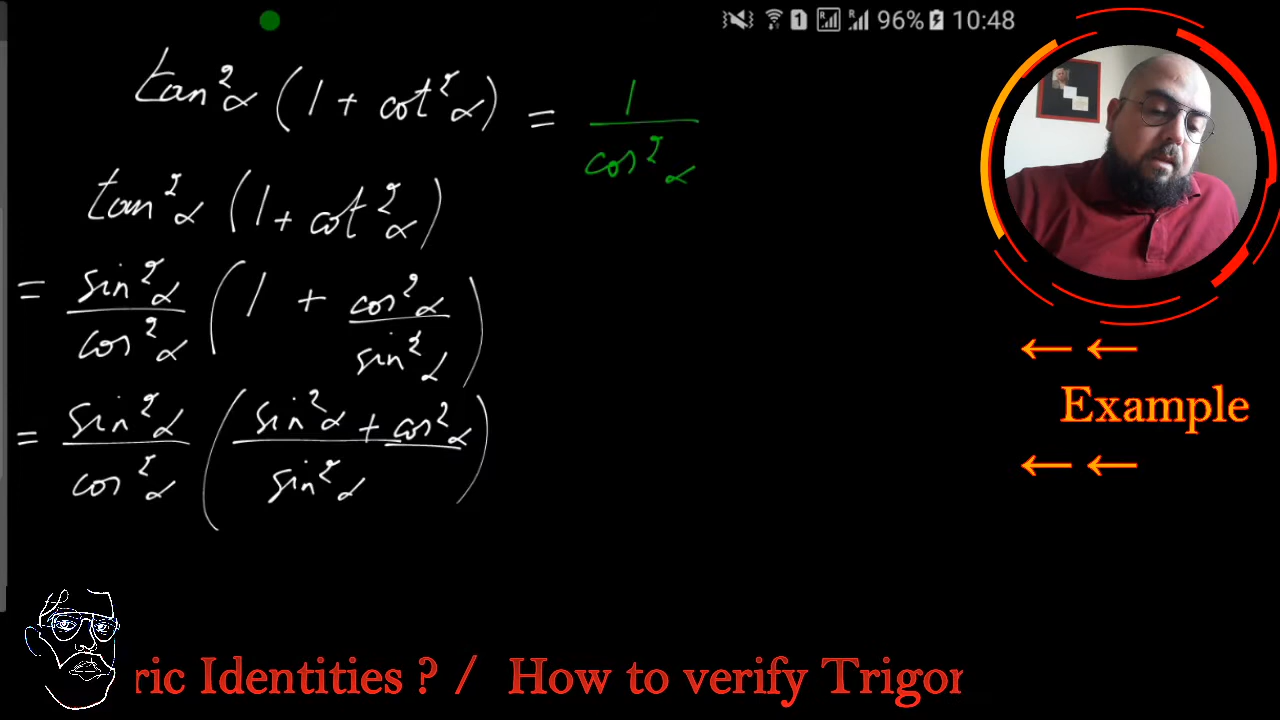 96% 10:48
tan²α (1 + cot²α) = 1/cos²α
tan²α (1 + cot²α)
= sin²α/cos²α (1 + cos²α/sin²α)
= sin²α/cos²α ((sin²α + cos²α)/sin²α)
← ←
Example
← ←
ric Identities ? / How to verify Trigor